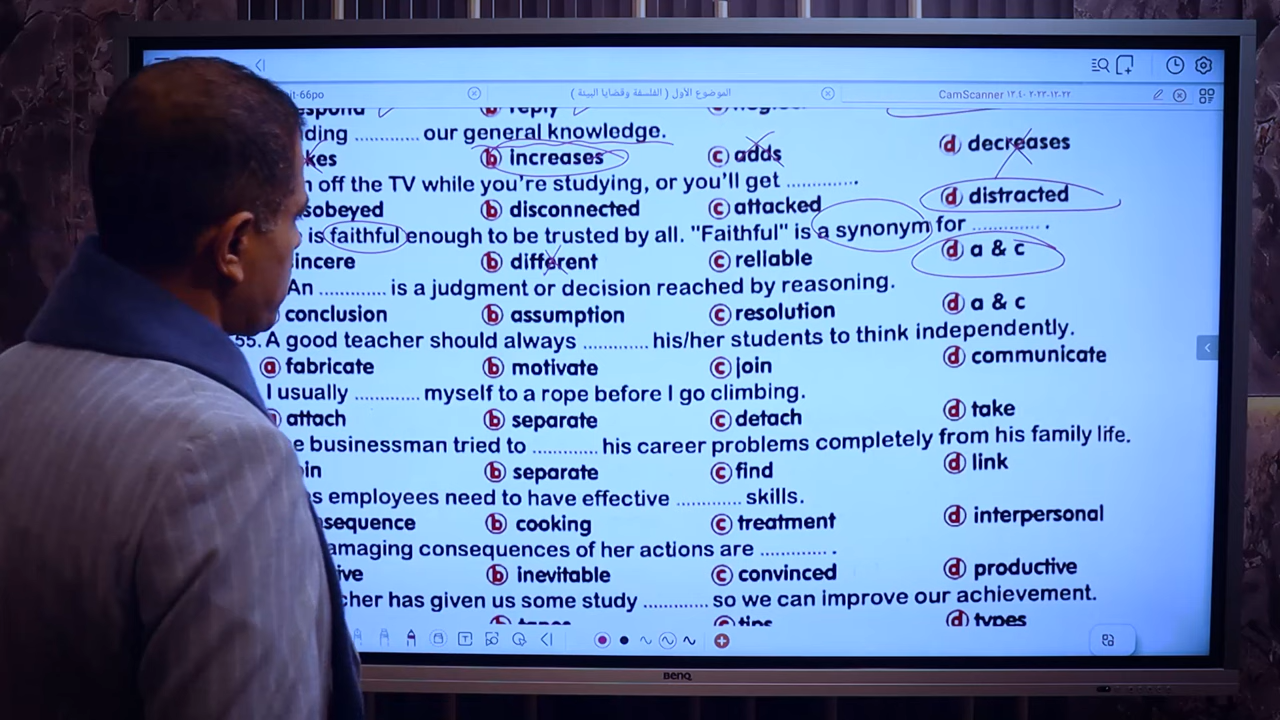 الموضوع الأول ( الفلسفة وقضايا البيئة )
CamScanner ١٣.٤٠ ٢٠٢٣-١٢-٢٢
b reply
............ our general knowledge.
b increases c adds d decreases
off the TV while you're studying, or you'll get .............
b disconnected c attacked d distracted
is faithful enough to be trusted by all. "Faithful" is a synonym for ............ .
b different c reliable d a & c
An ............ is a judgment or decision reached by reasoning.
conclusion b assumption c resolution d a & c
55. A good teacher should always ............ his/her students to think independently.
a fabricate b motivate c join d communicate
I usually ............ myself to a rope before I go climbing.
attach b separate c detach d take
businessman tried to ............ his career problems completely from his family life.
b separate c find d link
employees need to have effective ............ skills.
b cooking c treatment d interpersonal
consequences of her actions are ............ .
b inevitable c convinced d productive
has given us some study ............ so we can improve our achievement.
b c tips d types
BenQ